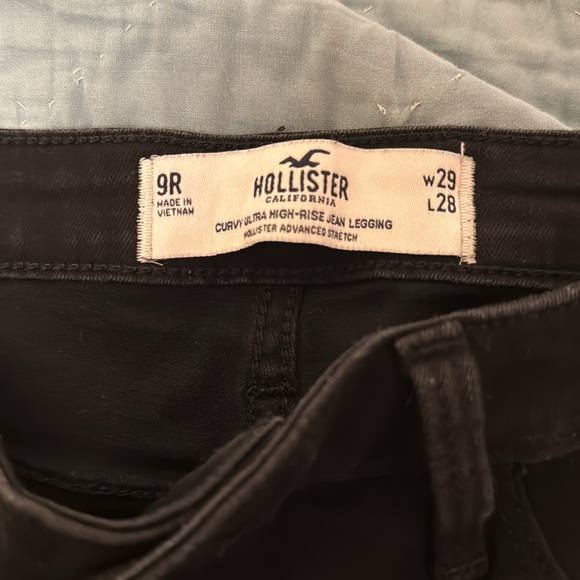 9R
MADE IN
VIETNAM
HOLLISTER
CALIFORNIA
CURVY ULTRA HIGH-RISE JEAN LEGGING
HOLLISTER ADVANCED STRETCH
W29
L28